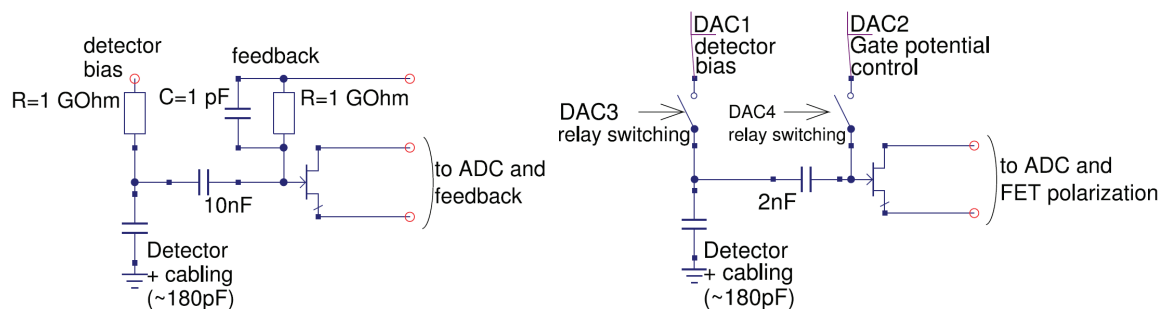 detector
bias
feedback
R=1 GOhm
C=1 pF
R=1 GOhm
10nF
to ADC and
feedback
Detector
+ cabling
(~180pF)
DAC1
detector
bias
DAC2
Gate potential
control
DAC3
relay switching
DAC4
relay switching
2nF
to ADC and
FET polarization
Detector
+ cabling
(~180pF)